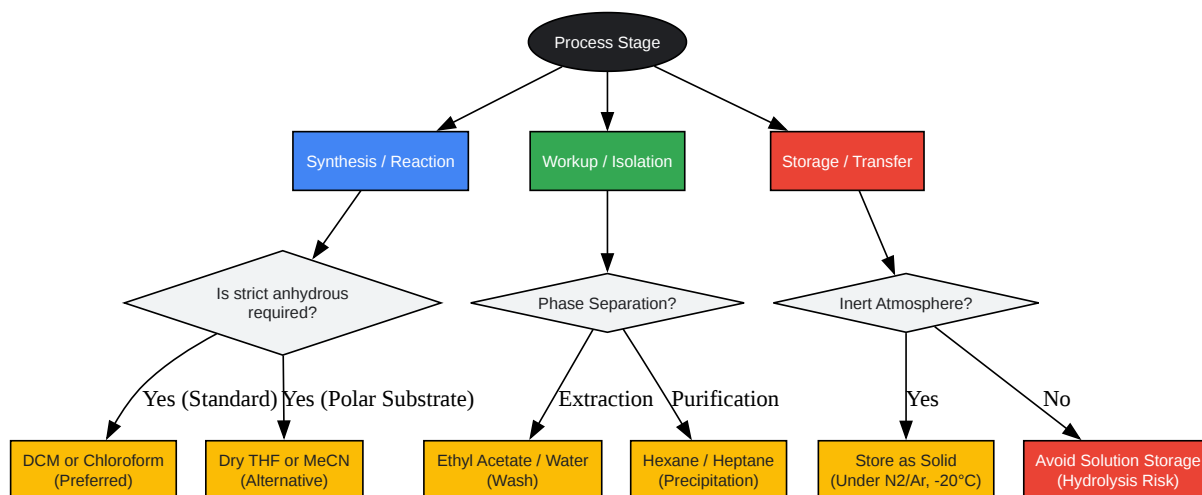 Process Stage
Synthesis / Reaction
Workup / Isolation
Storage / Transfer
Is strict anhydrous
required?
Phase Separation?
Inert Atmosphere?
Yes (Standard)
Yes (Polar Substrate)
Extraction
Purification
Yes
No
DCM or Chloroform
(Preferred)
Dry THF or MeCN
(Alternative)
Ethyl Acetate / Water
(Wash)
Hexane / Heptane
(Precipitation)
Store as Solid
(Under N2/Ar, -20°C)
Avoid Solution Storage
(Hydrolysis Risk)